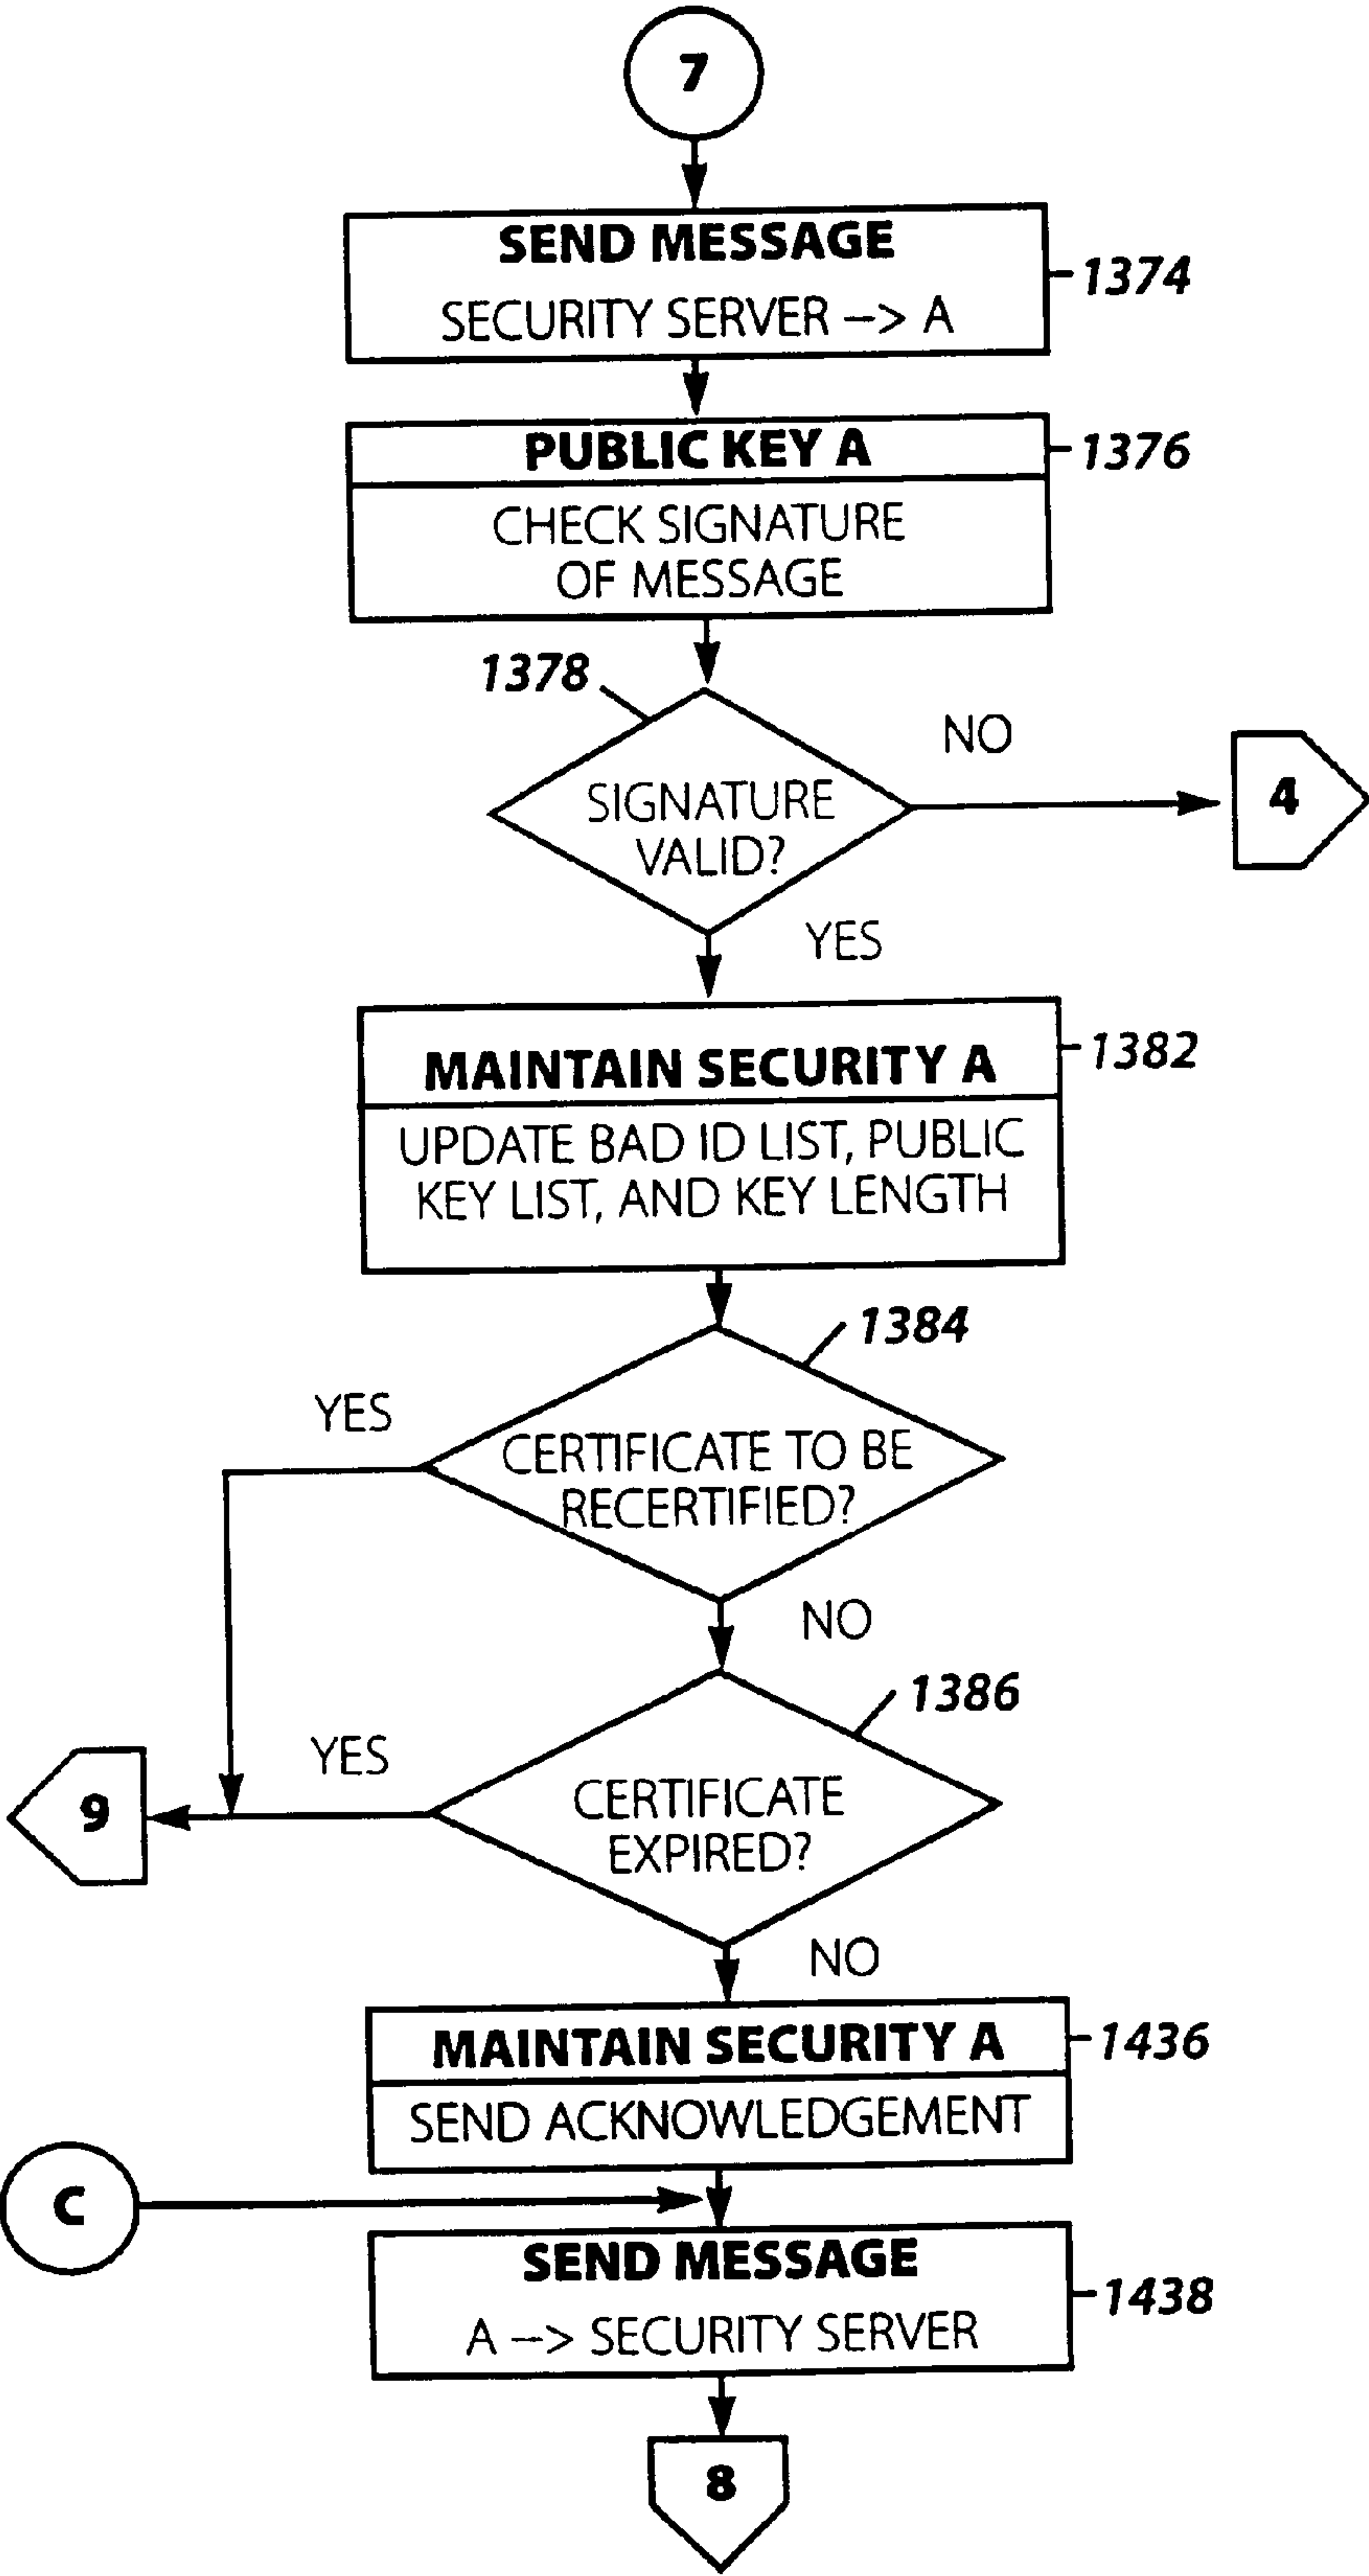 7
SEND MESSAGE
SECURITY SERVER --> A
1374
PUBLIC KEY A
1376
CHECK SIGNATURE
OF MESSAGE
1378
SIGNATURE
VALID?
NO
4
YES
MAINTAIN SECURITY A
1382
UPDATE BAD ID LIST, PUBLIC
KEY LIST, AND KEY LENGTH
1384
YES
CERTIFICATE TO BE
RECERTIFIED?
NO
1386
YES
9
CERTIFICATE
EXPIRED?
NO
MAINTAIN SECURITY A
1436
SEND ACKNOWLEDGEMENT
C
SEND MESSAGE
A --> SECURITY SERVER
1438
8